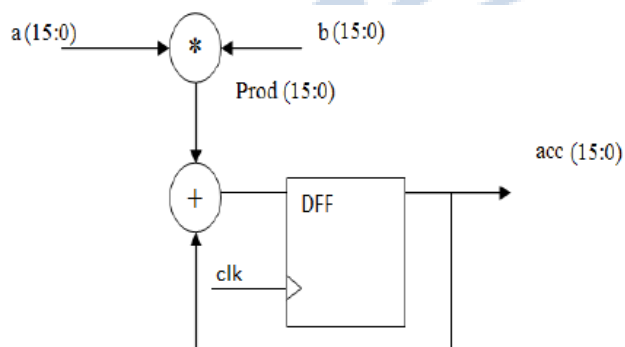 a (15:0)
b (15:0)
*
Prod (15:0)
acc (15:0)
+
DFF
clk